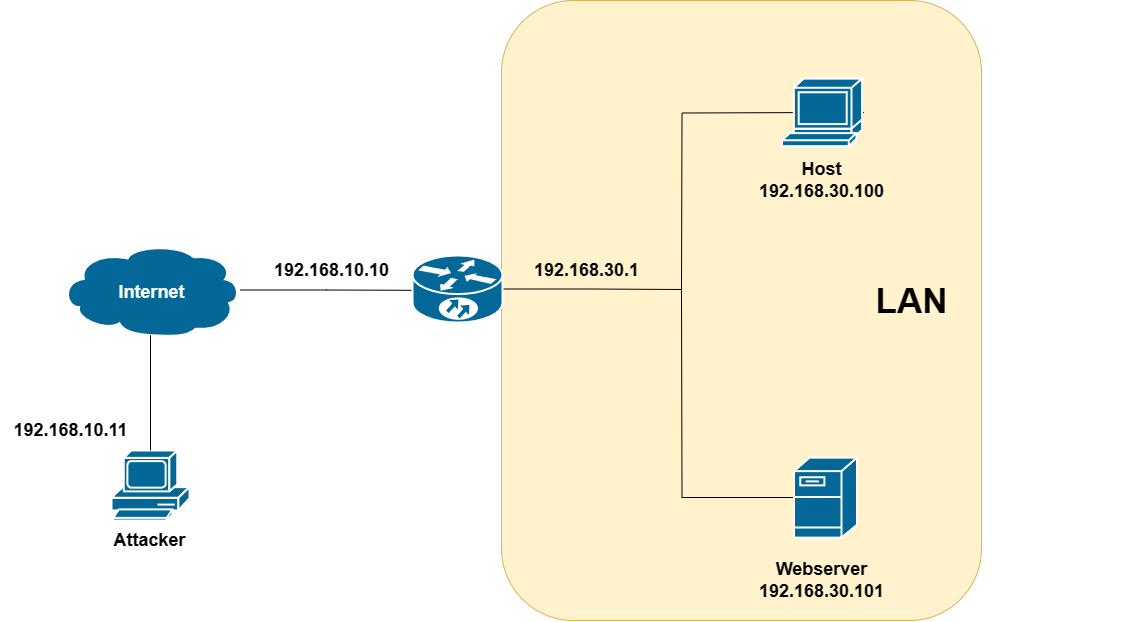 Host
192.168.30.100
192.168.10.10
192.168.30.1
Internet
LAN
192.168.10.11
Attacker
Webserver
192.168.30.101